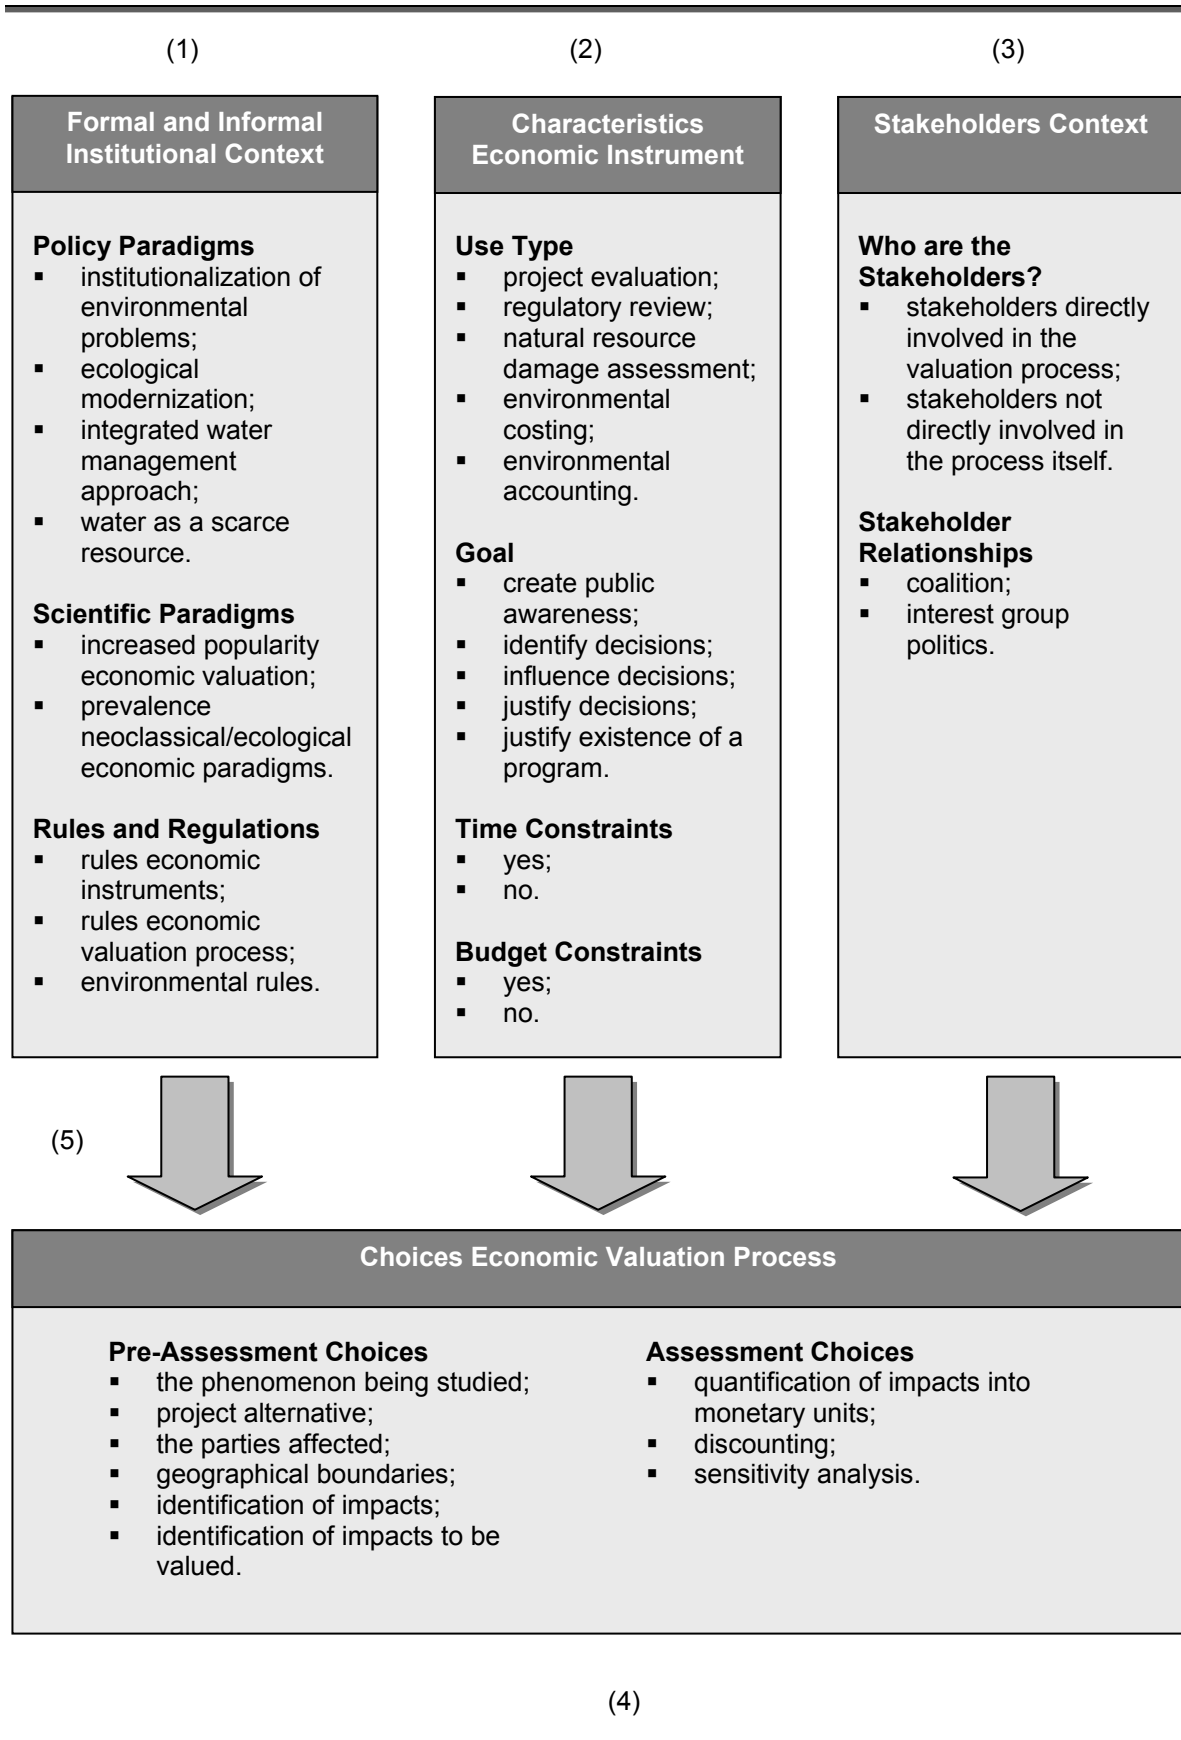 (1)
(2)
(3)
Formal and Informal
Institutional Context
Policy Paradigms
▪ institutionalization of
environmental
problems;
▪ ecological
modernization;
▪ integrated water
management
approach;
▪ water as a scarce
resource.
Scientific Paradigms
▪ increased popularity
economic valuation;
▪ prevalence
neoclassical/ecological
economic paradigms.
Rules and Regulations
▪ rules economic
instruments;
▪ rules economic
valuation process;
▪ environmental rules.
Characteristics
Economic Instrument
Use Type
▪ project evaluation;
▪ regulatory review;
▪ natural resource
damage assessment;
▪ environmental
costing;
▪ environmental
accounting.
Goal
▪ create public
awareness;
▪ identify decisions;
▪ influence decisions;
▪ justify decisions;
▪ justify existence of a
program.
Time Constraints
▪ yes;
▪ no.
Budget Constraints
▪ yes;
▪ no.
Stakeholders Context
Who are the
Stakeholders?
▪ stakeholders directly
involved in the
valuation process;
▪ stakeholders not
directly involved in
the process itself.
Stakeholder
Relationships
▪ coalition;
▪ interest group
politics.
(5)
Choices Economic Valuation Process
Pre-Assessment Choices
▪ the phenomenon being studied;
▪ project alternative;
▪ the parties affected;
▪ geographical boundaries;
▪ identification of impacts;
▪ identification of impacts to be
valued.
Assessment Choices
▪ quantification of impacts into
monetary units;
▪ discounting;
▪ sensitivity analysis.
(4)